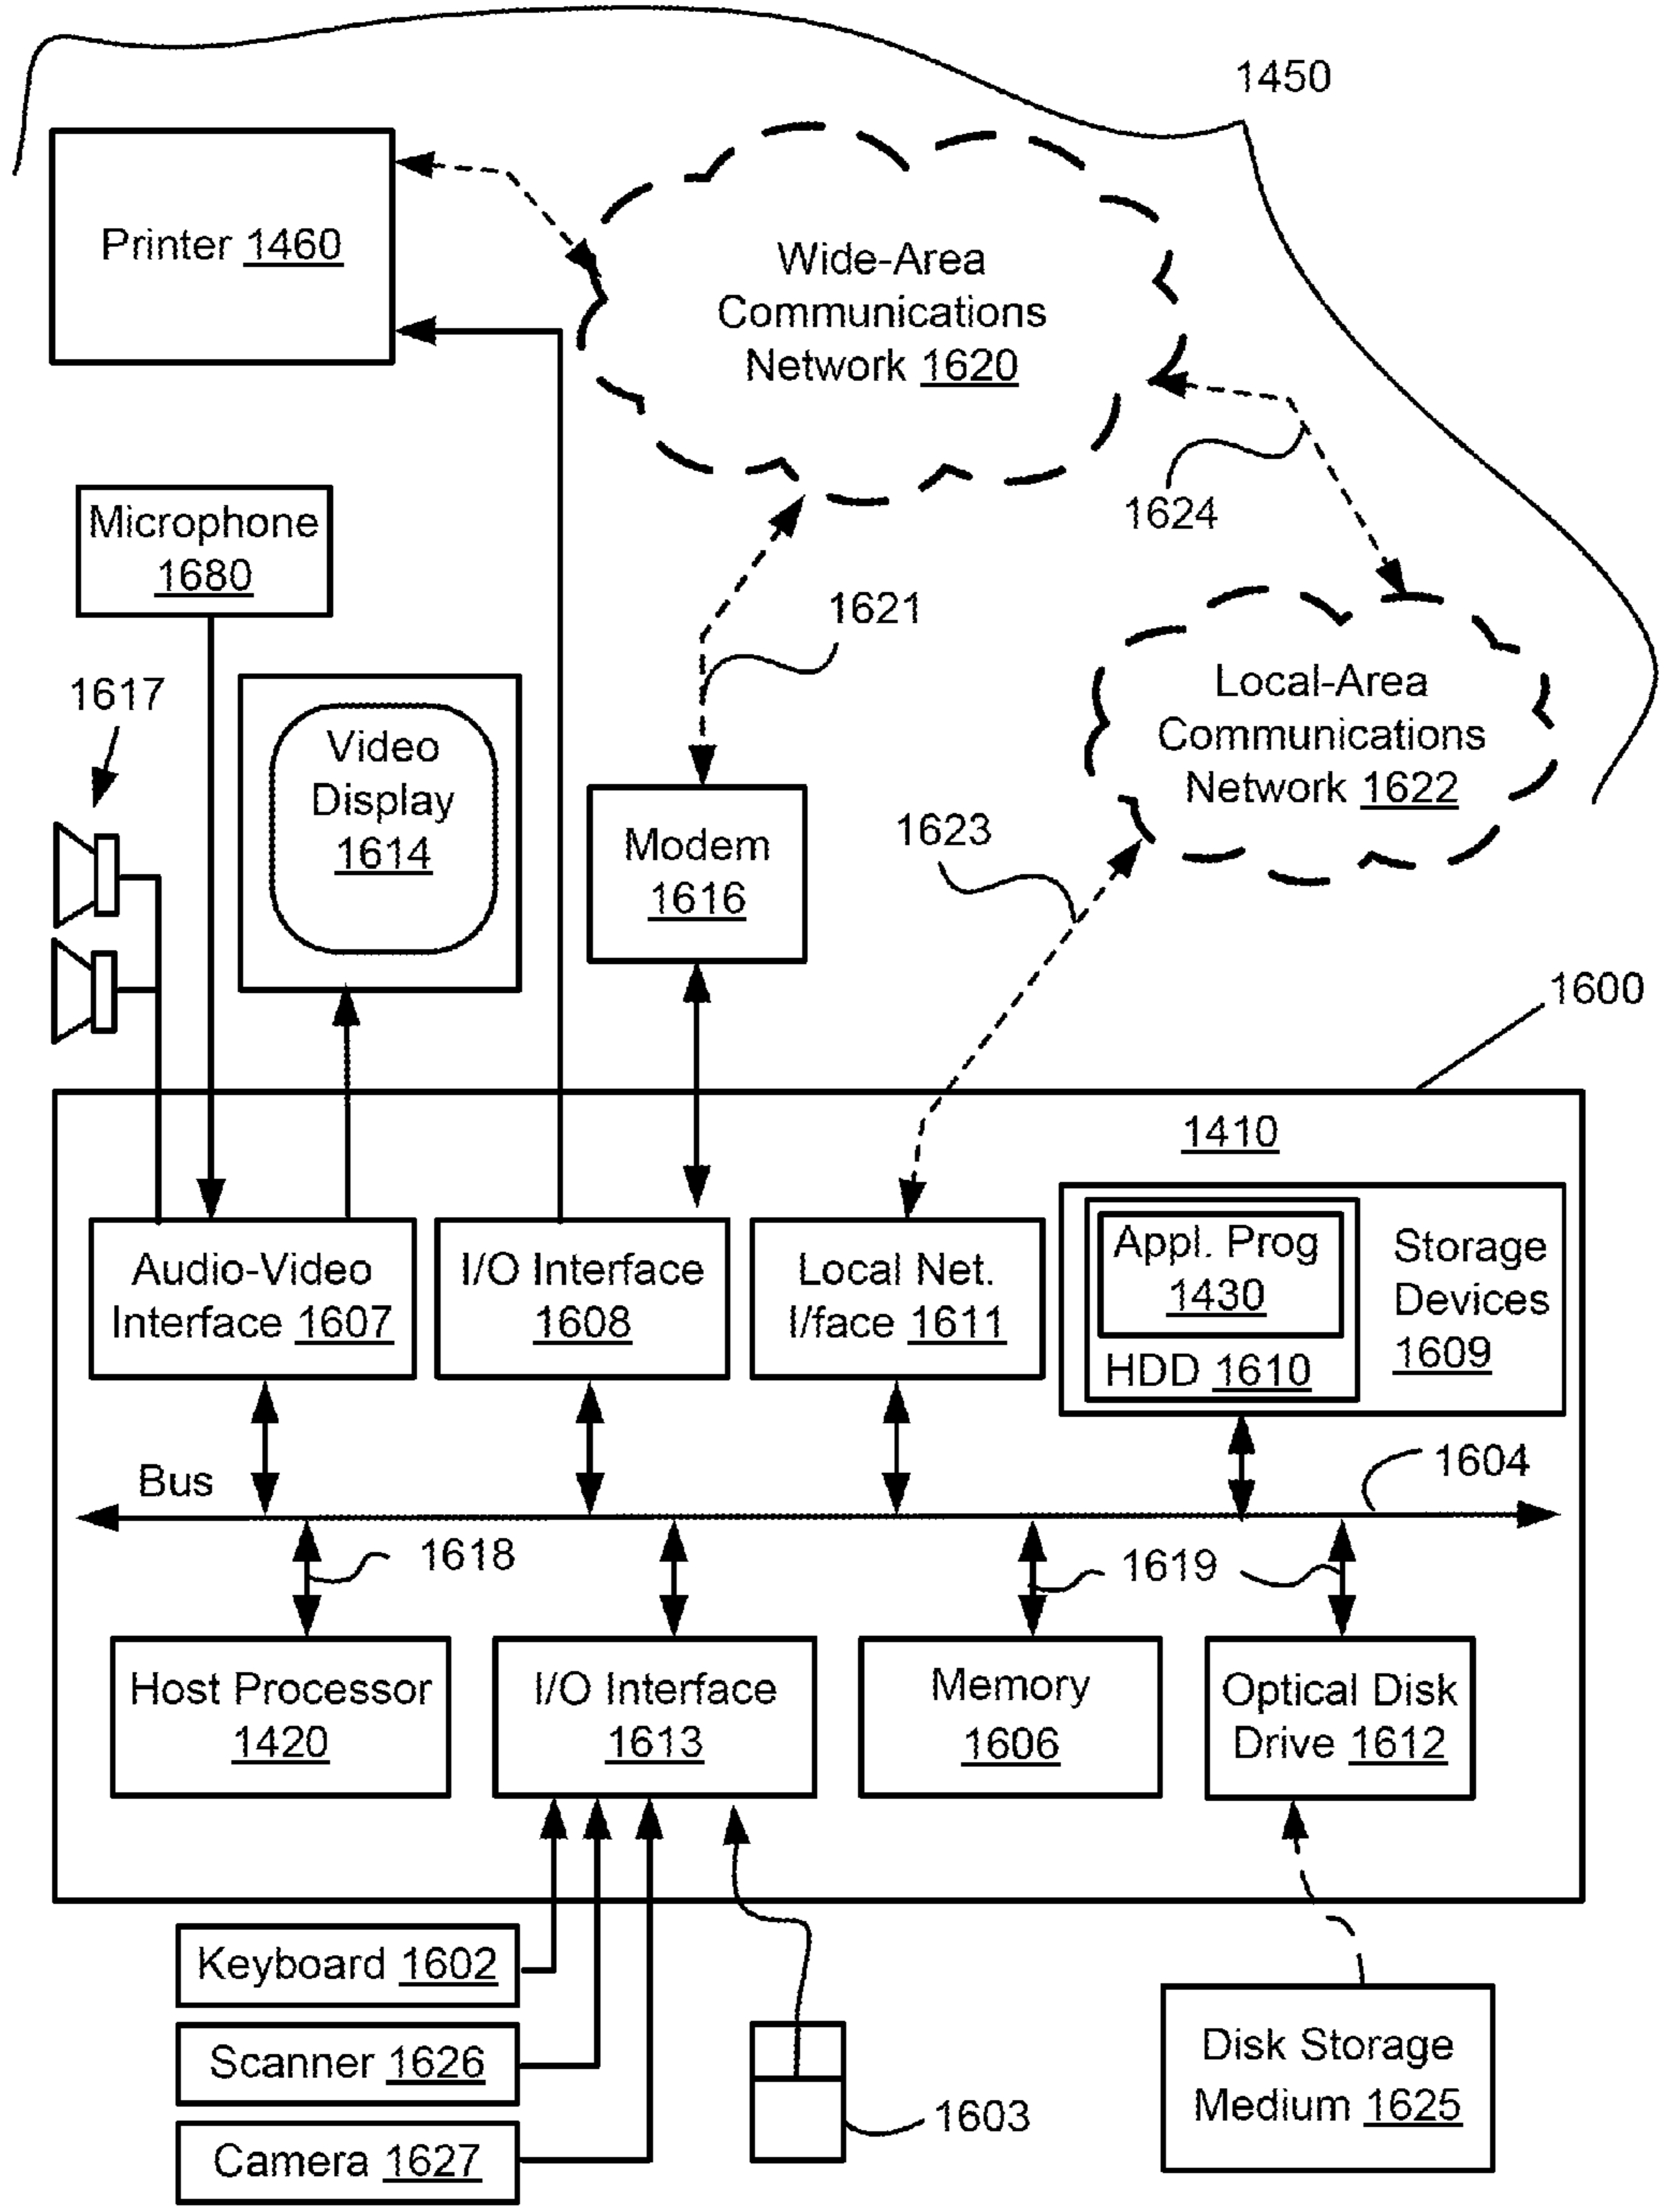 1450
Printer 1460
Wide-Area
Communications
Network 1620
1624
Microphone
1680
1621
1617
Video
Display
1614
Local-Area
Communications
Network 1622
Modem
1616
1623
1600
1410
Audio-Video
Interface 1607
I/O Interface
1608
Local Net.
I/face 1611
Appl. Prog
1430
HDD 1610
Storage
Devices
1609
Bus
1604
1618
1619
Host Processor
1420
I/O Interface
1613
Memory
1606
Optical Disk
Drive 1612
Keyboard 1602
Scanner 1626
Camera 1627
1603
Disk Storage
Medium 1625